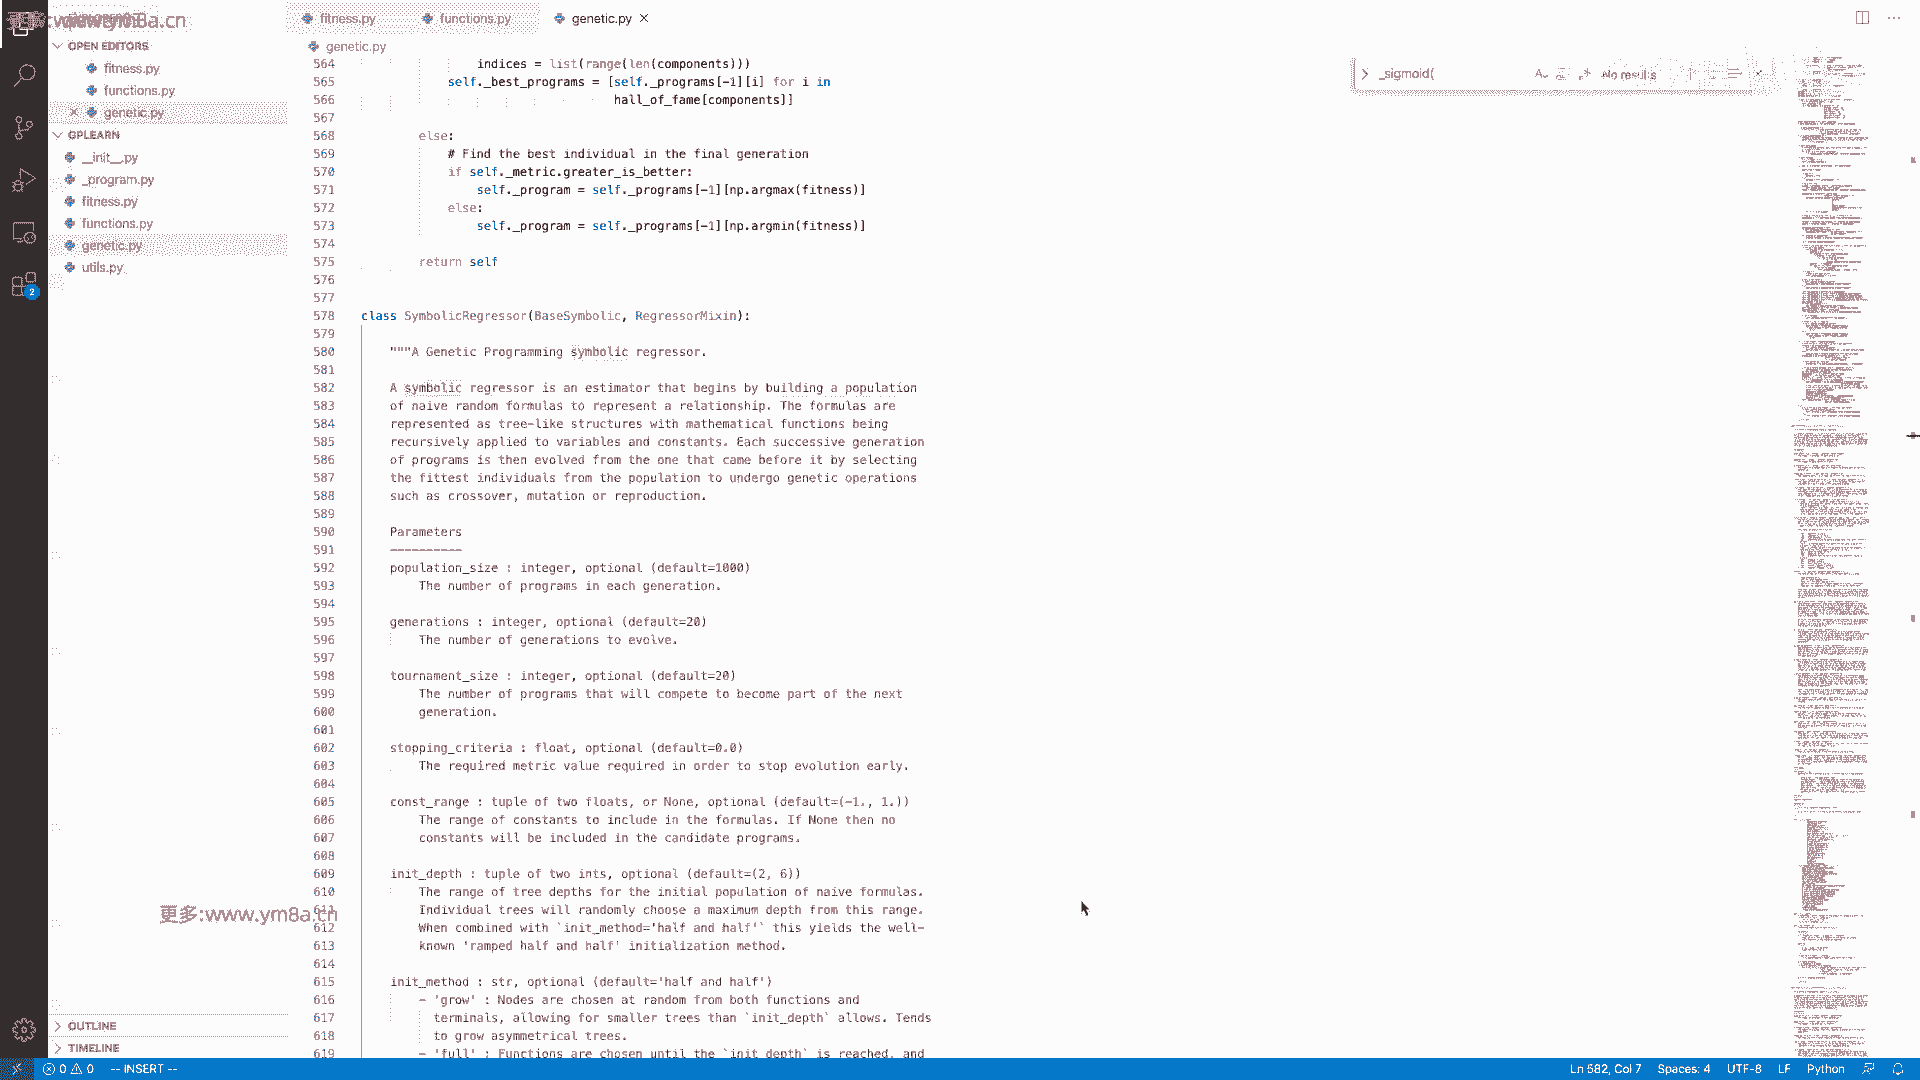 www.ym8a.cn
fitness.py
functions.py
genetic.py
OPEN EDITORS
fitness.py
functions.py
genetic.py
GPLEARN
__init__.py
_program.py
fitness.py
functions.py
genetic.py
utils.py
OUTLINE
TIMELINE
genetic.py
_sigmoid(
No results
564 indices = list(range(len(components)))
565 self._best_programs = [self._programs[-1][i] for i in
566 hall_of_fame[components]]
567
568 else:
569 # Find the best individual in the final generation
570 if self._metric.greater_is_better:
571 self._program = self._programs[-1][np.argmax(fitness)]
572 else:
573 self._program = self._programs[-1][np.argmin(fitness)]
574
575 return self
576
577
578 class SymbolicRegressor(BaseSymbolic, RegressorMixin):
579
580 """A Genetic Programming symbolic regressor.
581
582 A symbolic regressor is an estimator that begins by building a population
583 of naive random formulas to represent a relationship. The formulas are
584 represented as tree-like structures with mathematical functions being
585 recursively applied to variables and constants. Each successive generation
586 of programs is then evolved from the one that came before it by selecting
587 the fittest individuals from the population to undergo genetic operations
588 such as crossover, mutation or reproduction.
589
590 Parameters
591 ----------
592 population_size : integer, optional (default=1000)
593 The number of programs in each generation.
594
595 generations : integer, optional (default=20)
596 The number of generations to evolve.
597
598 tournament_size : integer, optional (default=20)
599 The number of programs that will compete to become part of the next
600 generation.
601
602 stopping_criteria : float, optional (default=0.0)
603 The required metric value required in order to stop evolution early.
604
605 const_range : tuple of two floats, or None, optional (default=(-1., 1.))
606 The range of constants to include in the formulas. If None then no
607 constants will be included in the candidate programs.
608
609 init_depth : tuple of two ints, optional (default=(2, 6))
610 The range of tree depths for the initial population of naive formulas.
611 Individual trees will randomly choose a maximum depth from this range.
612 When combined with `init_method='half and half'` this yields the well-
613 known 'ramped half and half' initialization method.
614
615 init_method : str, optional (default='half and half')
616 - 'grow' : Nodes are chosen at random from both functions and
617 terminals, allowing for smaller trees than `init_depth` allows. Tends
618 to grow asymmetrical trees.
619 - 'full' : Functions are chosen until the `init_depth` is reached, and
更多:www.ym8a.cn
2
0 0 -- INSERT --
Ln 582, Col 7 Spaces: 4 UTF-8 LF Python